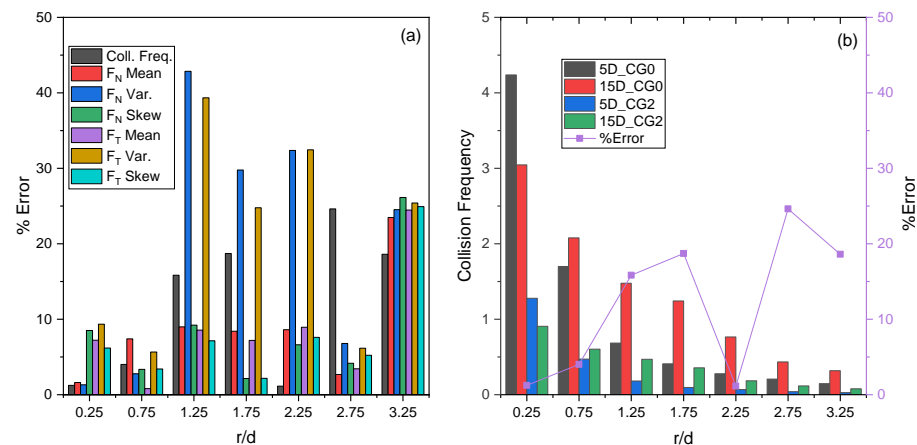 (a)
50
40
30
20
10
0
% Error
Coll. Freq.
F_N Mean
F_N Var.
F_N Skew
F_T Mean
F_T Var.
F_T Skew
0.25 0.75 1.25 1.75 2.25 2.75 3.25
r/d
(b)
5
4
3
2
1
0
Collision Frequency
5D_CG0
15D_CG0
5D_CG2
15D_CG2
%Error
50
40
30
20
10
0
%Error
0.25 0.75 1.25 1.75 2.25 2.75 3.25
r/d